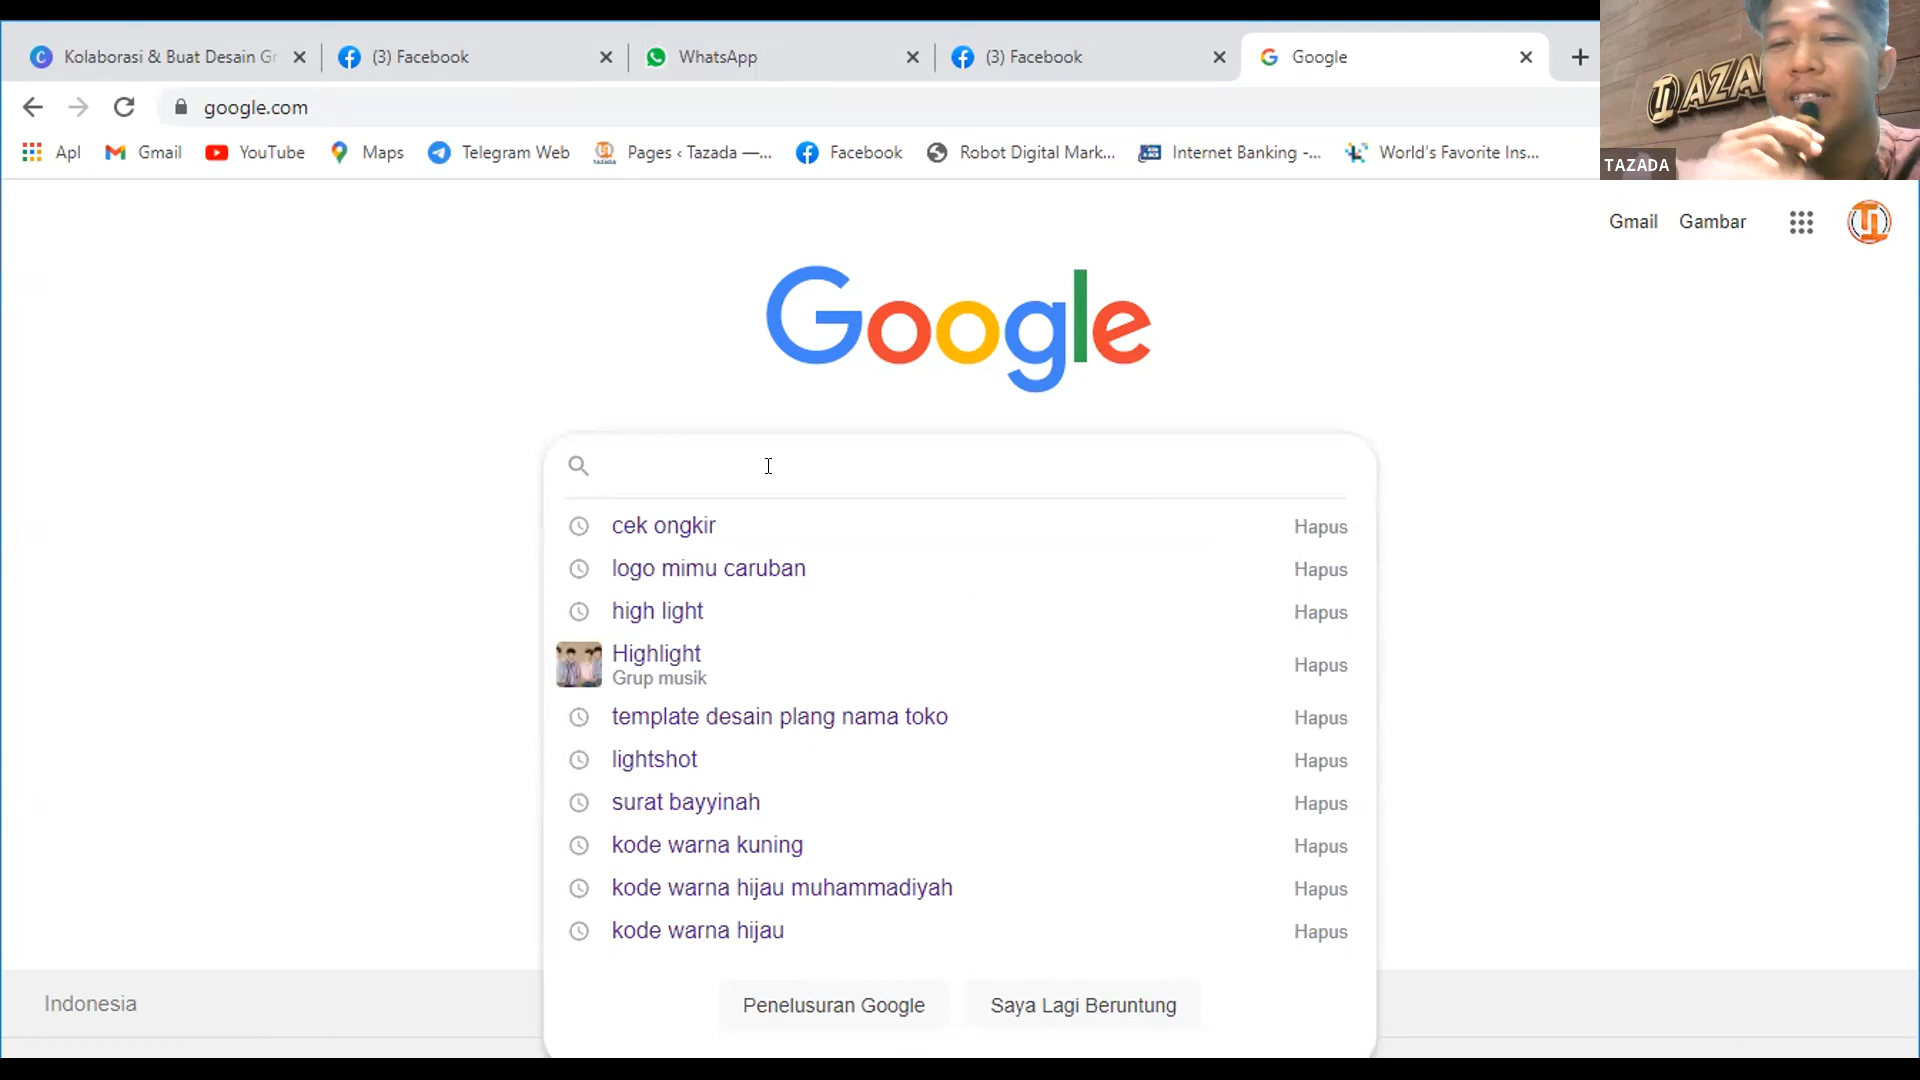 Kolaborasi & Buat Desain Gr
(3) Facebook
WhatsApp
(3) Facebook
Google
google.com
Apl
Gmail
YouTube
Maps
Telegram Web
Pages ‹ Tazada —...
Facebook
Robot Digital Mark...
Internet Banking -...
World's Favorite Ins...
AZA
TAZADA
Gmail
Gambar
Google
cek ongkir
Hapus
logo mimu caruban
Hapus
high light
Hapus
Highlight
Grup musik
Hapus
template desain plang nama toko
Hapus
lightshot
Hapus
surat bayyinah
Hapus
kode warna kuning
Hapus
kode warna hijau muhammadiyah
Hapus
kode warna hijau
Hapus
Indonesia
Penelusuran Google
Saya Lagi Beruntung